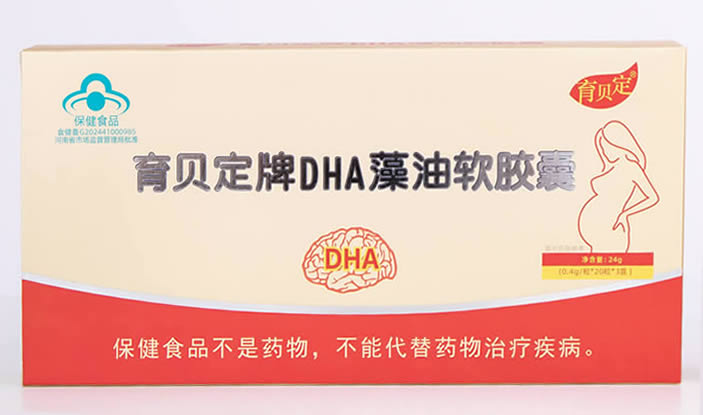 保健食品
食健备G202441000985
河南省市场监督管理局批准
育贝定®
育贝定牌DHA藻油软胶囊
DHA
净含量:24g
(0.4g/粒*20粒*3盒)
保健食品不是药物，不能代替药物治疗疾病。